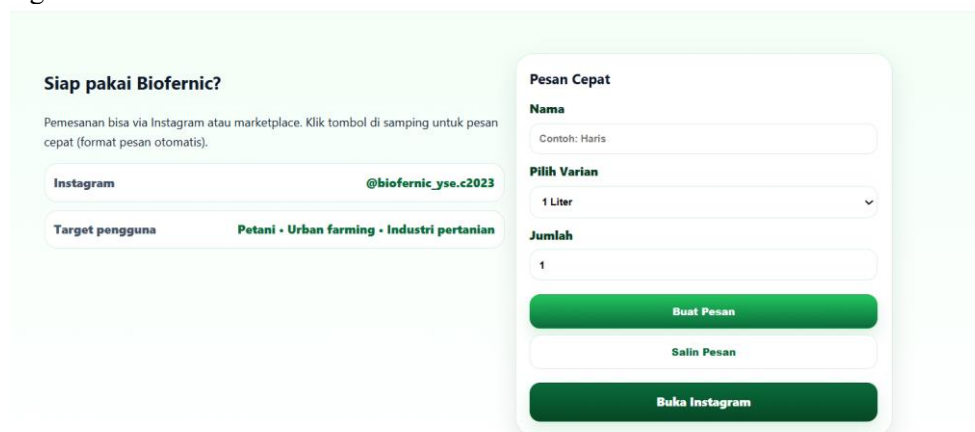 Siap pakai Biofernic?
Pemesanan bisa via Instagram atau marketplace. Klik tombol di samping untuk pesan
cepat (format pesan otomatis).
Instagram @biofernic_yse.c2023
Target pengguna Petani • Urban farming • Industri pertanian
Pesan Cepat
Nama
Contoh: Haris
Pilih Varian
1 Liter
Jumlah
1
Buat Pesan
Salin Pesan
Buka Instagram